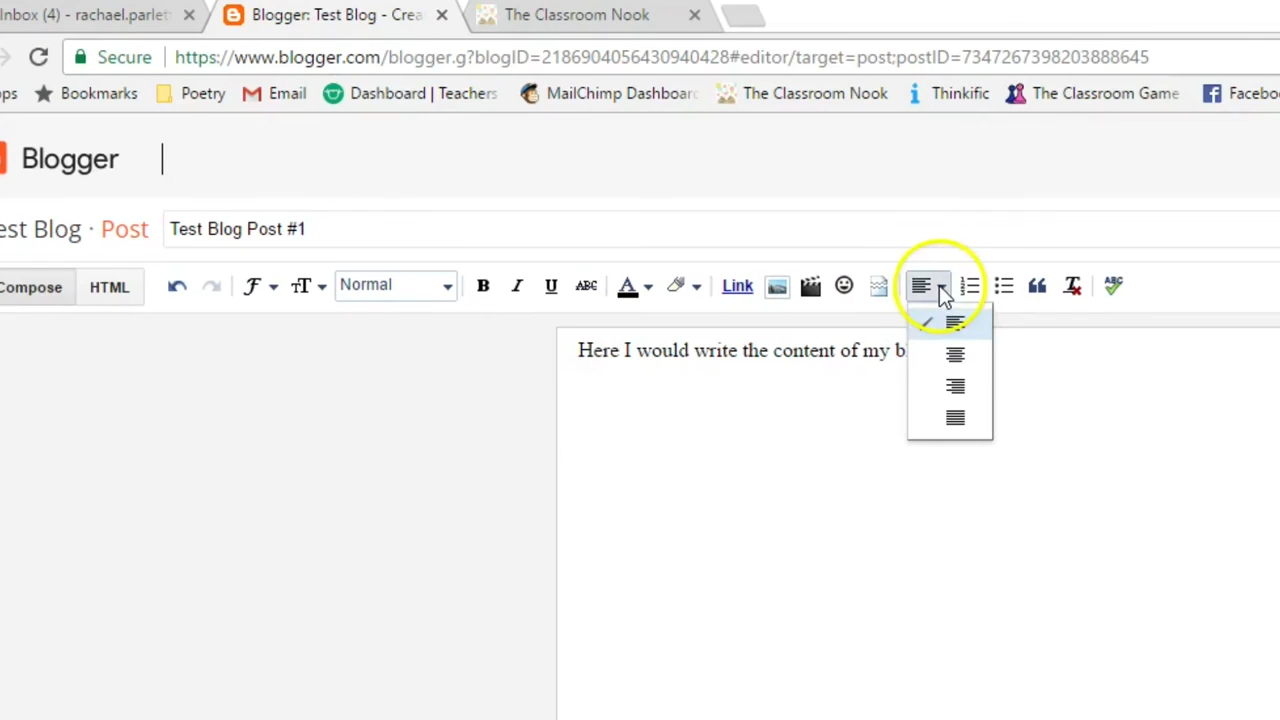 Inbox (4) - rachael.parlet
Blogger: Test Blog - Crea
The Classroom Nook
Secure
https://www.blogger.com/blogger.g?blogID=2186904056430940428#editor/target=post;postID=7347267398203888645
ps
Bookmarks
Poetry
Email
Dashboard | Teachers
MailChimp Dashboar
The Classroom Nook
Thinkific
The Classroom Game
Facebo
Blogger
est Blog · Post
Test Blog Post #1
Compose
HTML
Normal
B I U ABC A
Link
ABC
Here I would write the content of my b